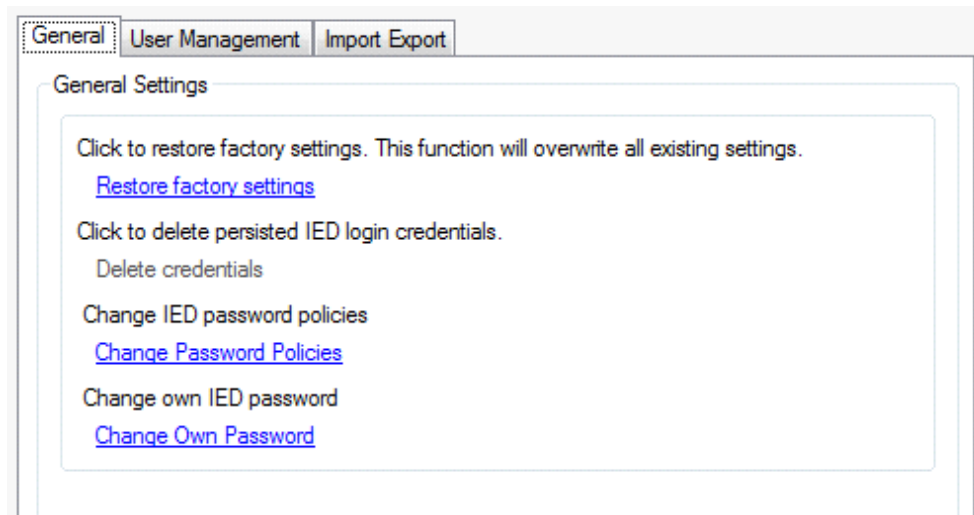 General User Management Import Export
General Settings
Click to restore factory settings. This function will overwrite all existing settings.
Restore factory settings
Click to delete persisted IED login credentials.
Delete credentials
Change IED password policies
Change Password Policies
Change own IED password
Change Own Password